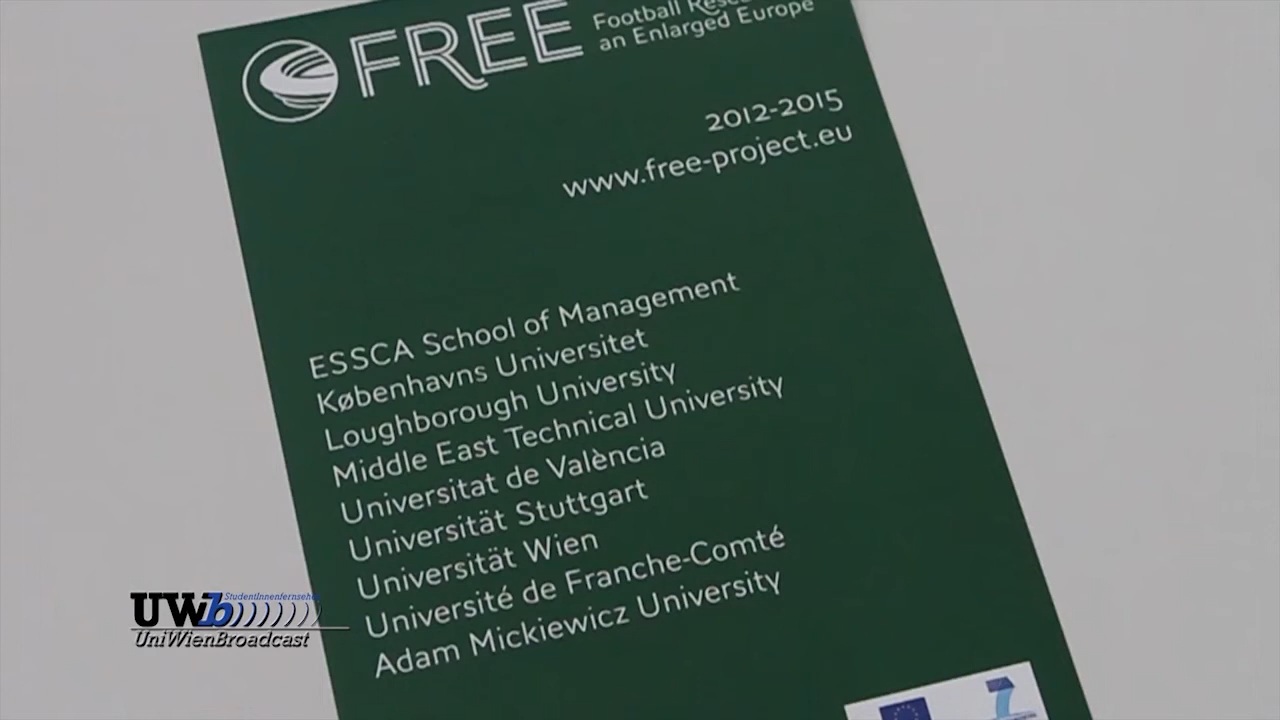 FREE
Football
an Enlarged Europe
2012-2015
www.free-project.eu
ESSCA School of Management
Københavns Universitet
Loughborough University
Middle East Technical University
Universitat de València
Universität Stuttgart
Universität Wien
Université de Franche-Comté
Adam Mickiewicz University
UWb
UniWienBroadcast